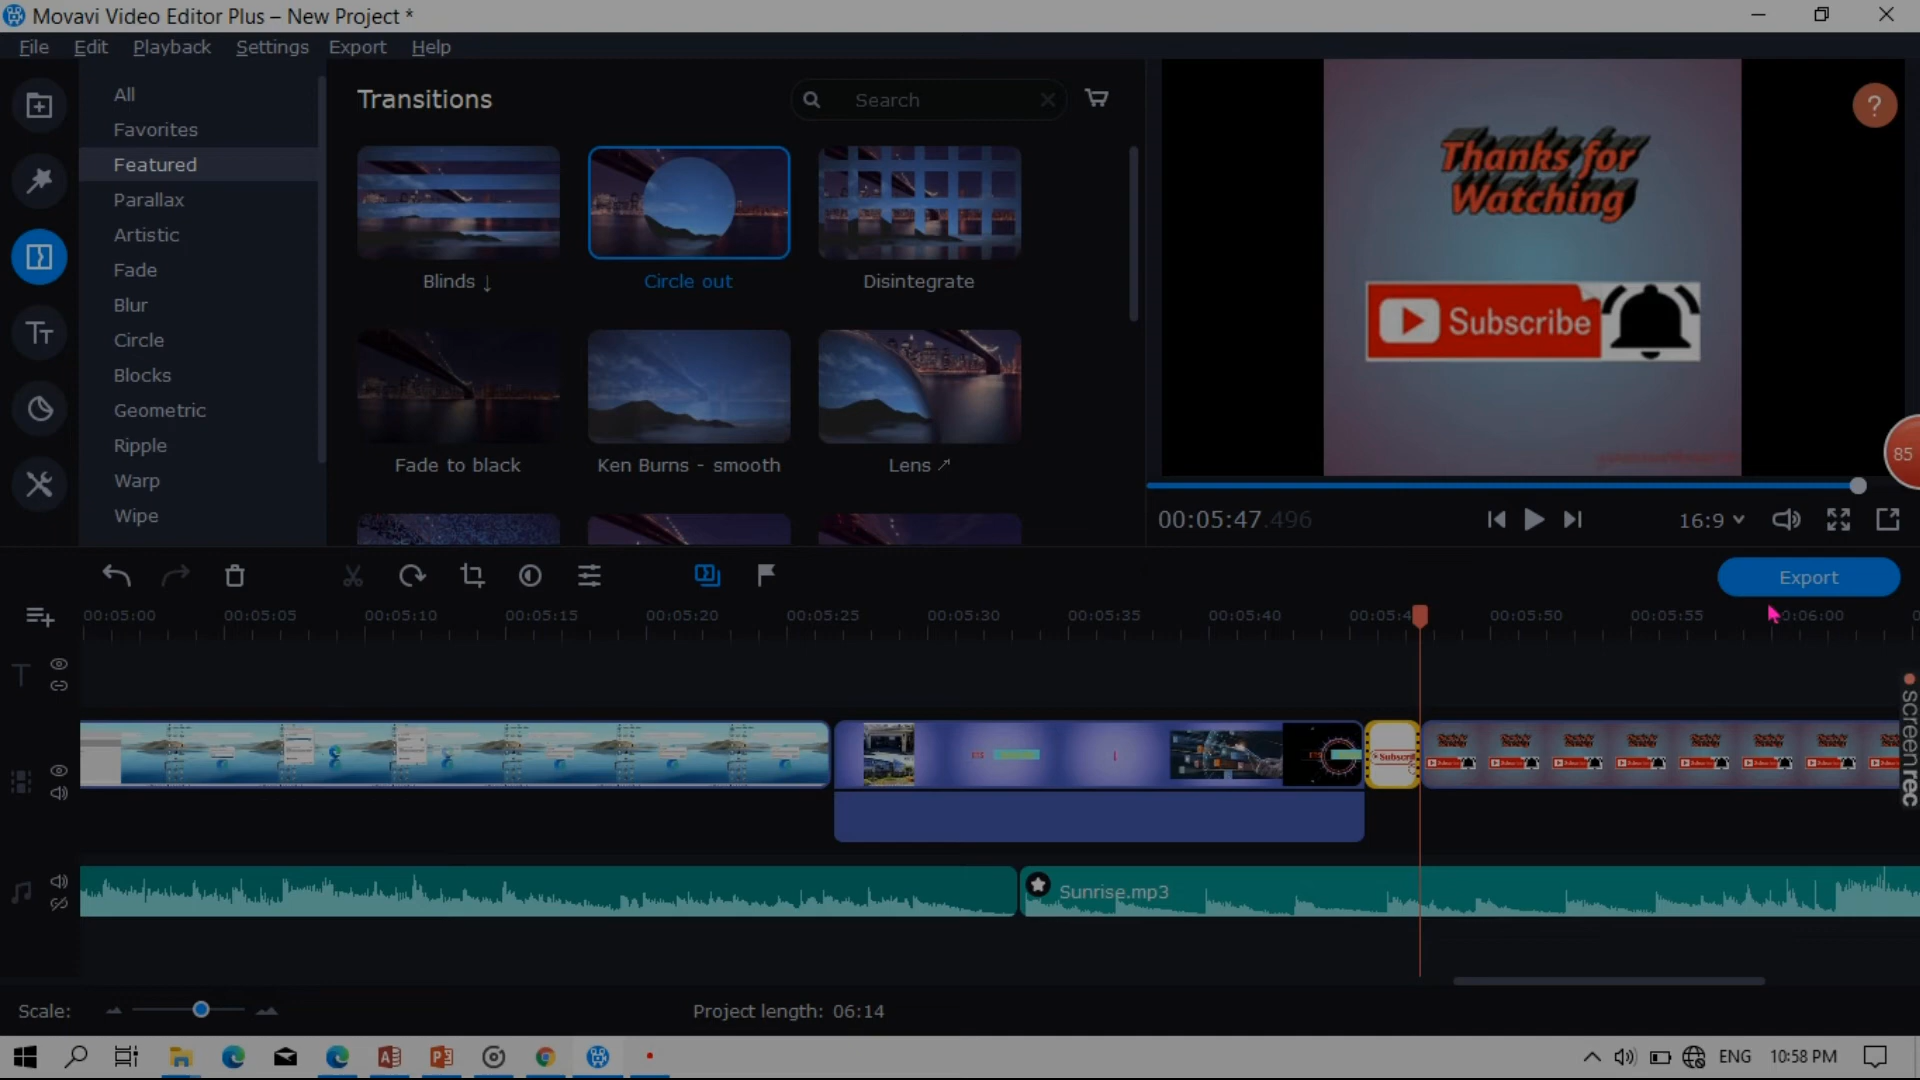 Movavi Video Editor Plus – New Project *
File Edit Playback Settings Export Help
All
Favorites
Featured
Parallax
Artistic
Fade
Blur
Circle
Blocks
Geometric
Ripple
Warp
Wipe
Transitions
Search
Blinds ↓
Circle out
Disintegrate
Fade to black
Ken Burns - smooth
Lens ↗
Thanks for
Watching
Subscribe
?
85
00:05:47.496
16:9
Export
00:05:00 00:05:05 00:05:10 00:05:15 00:05:20 00:05:25 00:05:30 00:05:35 00:05:40 00:05:4 00:05:50 00:05:55 0:06:00
Sunrise.mp3
screenrec
Scale:
Project length: 06:14
ENG 10:58 PM